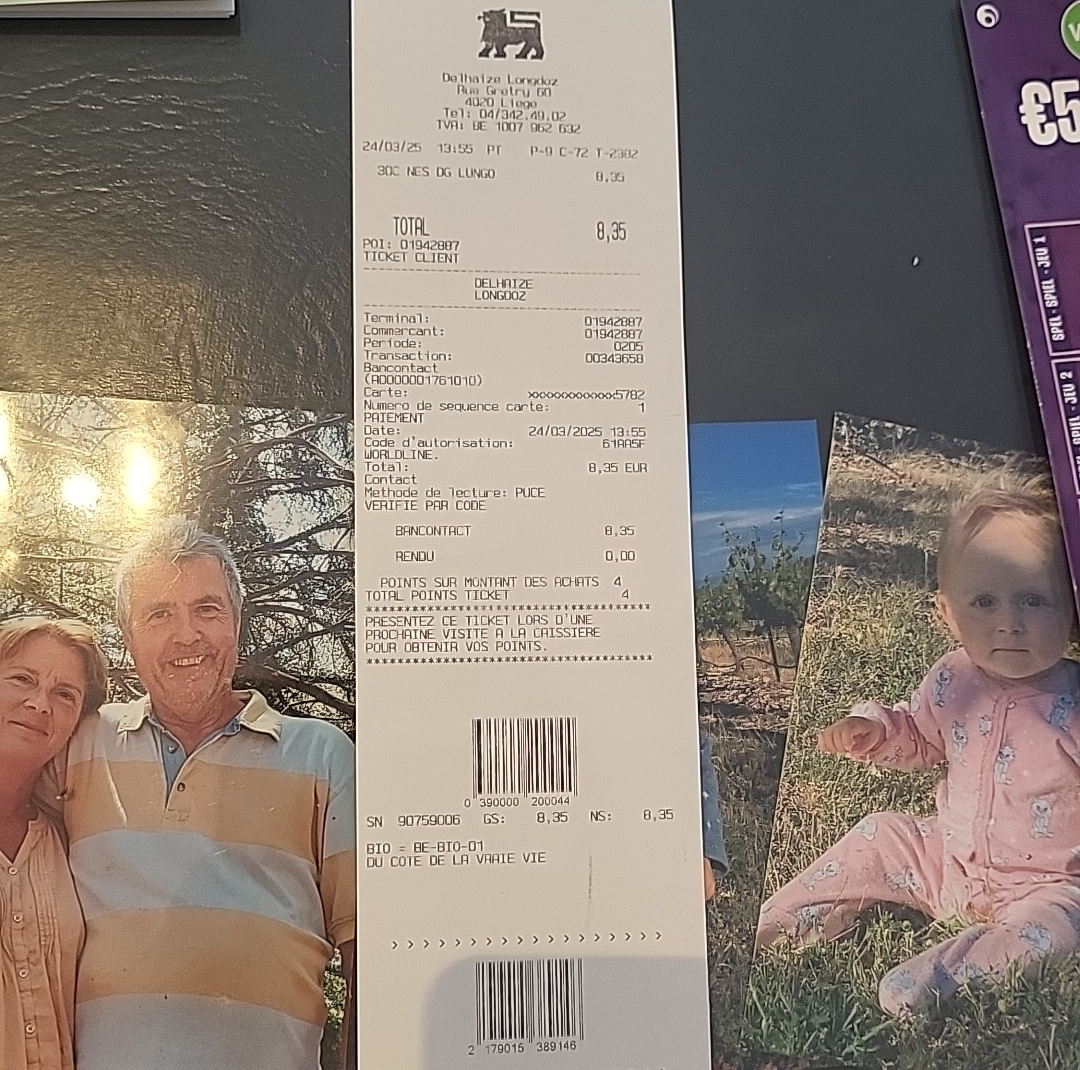 Delhaize Longdoz
Rue Gretry 60
4020 Liege
Tel: 04/342.49.02
TVA: BE 1007 962 632
24/03/25 13:55 PT P-9 C-72 T-2302
30C NES DG LUNGO 8,35
TOTAL 8,35
POI: 01942887
TICKET CLIENT
DELHAIZE
LONGDOZ
Terminal: 01942887
Commercant: 01942887
Periode: 0205
Transaction: 00343658
Bancontact
(A0000001761010)
Carte: xxxxxxxxxxxxx5782
Numero de sequence carte: 1
PAIEMENT
Date: 24/03/2025 13:55
Code d'autorisation: 61AA5F
WORLDLINE.
Total: 8,35 EUR
Contact
Methode de lecture: PUCE
VERIFIE PAR CODE
BANCONTACT 8,35
RENDU 0,00
POINTS SUR MONTANT DES ACHATS 4
TOTAL POINTS TICKET 4
****************************************
PRESENTEZ CE TICKET LORS D'UNE
PROCHAINE VISITE A LA CAISSIERE
POUR OBTENIR VOS POINTS.
****************************************
0 390000 200044
SN 90759006 GS: 8,35 NS: 8,35
BIO = BE-BIO-01
DU COTE DE LA VRAIE VIE
> > > > > > > > > > > > > > > >
2 179015 389146
6
€5
SPEL - SPIEL - JEU 1
SPIEL - JEU 2